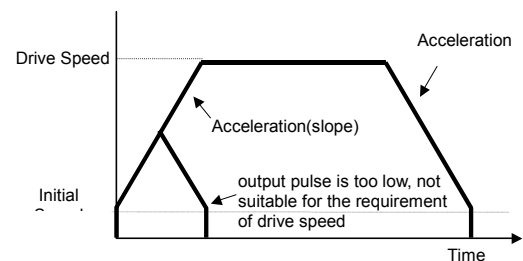 Acceleration
Drive Speed
Acceleration(slope)
output pulse is too low, not
suitable for the requirement
of drive speed
Initial
Time